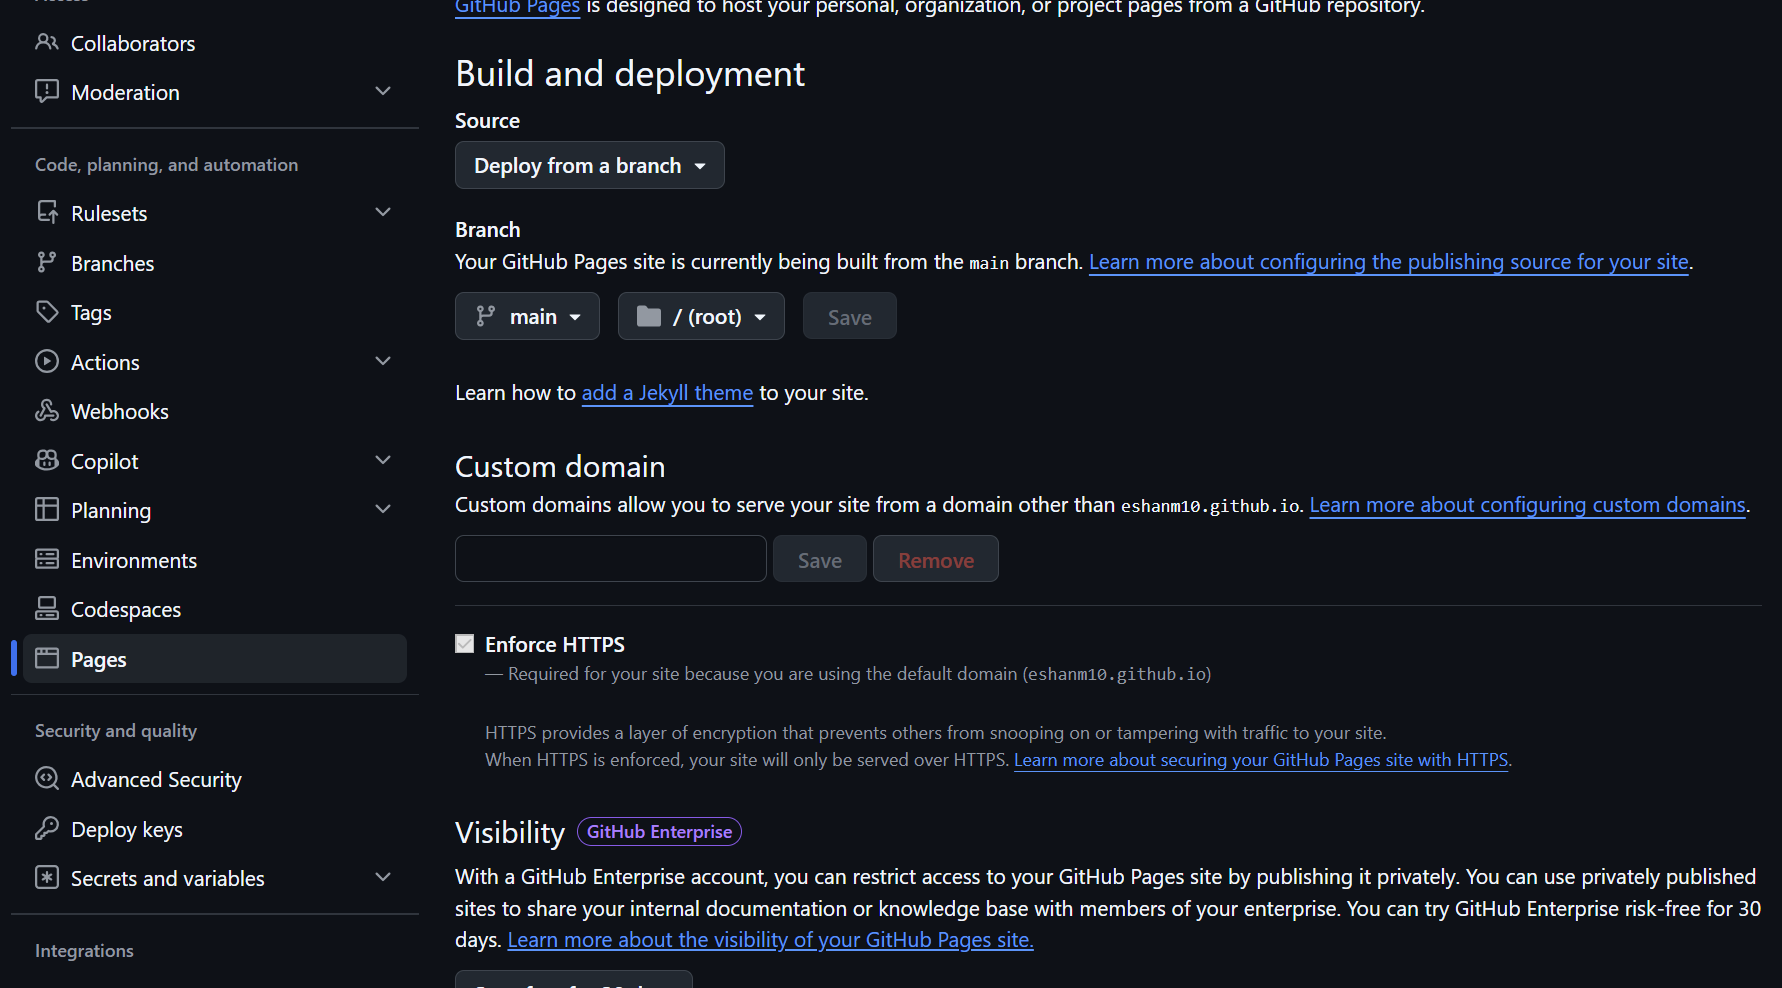 Collaborators
Moderation
Code, planning, and automation
Rulesets
Branches
Tags
Actions
Webhooks
Copilot
Planning
Environments
Codespaces
Pages
Security and quality
Advanced Security
Deploy keys
Secrets and variables
Integrations
GitHub Pages is designed to host your personal, organization, or project pages from a GitHub repository.
Build and deployment
Source
Deploy from a branch
Branch
Your GitHub Pages site is currently being built from the main branch. Learn more about configuring the publishing source for your site.
main / (root) Save
Learn how to add a Jekyll theme to your site.
Custom domain
Custom domains allow you to serve your site from a domain other than eshanm10.github.io. Learn more about configuring custom domains.
Save Remove
Enforce HTTPS
— Required for your site because you are using the default domain (eshanm10.github.io)
HTTPS provides a layer of encryption that prevents others from snooping on or tampering with traffic to your site.
When HTTPS is enforced, your site will only be served over HTTPS. Learn more about securing your GitHub Pages site with HTTPS.
Visibility GitHub Enterprise
With a GitHub Enterprise account, you can restrict access to your GitHub Pages site by publishing it privately. You can use privately published
sites to share your internal documentation or knowledge base with members of your enterprise. You can try GitHub Enterprise risk-free for 30
days. Learn more about the visibility of your GitHub Pages site.